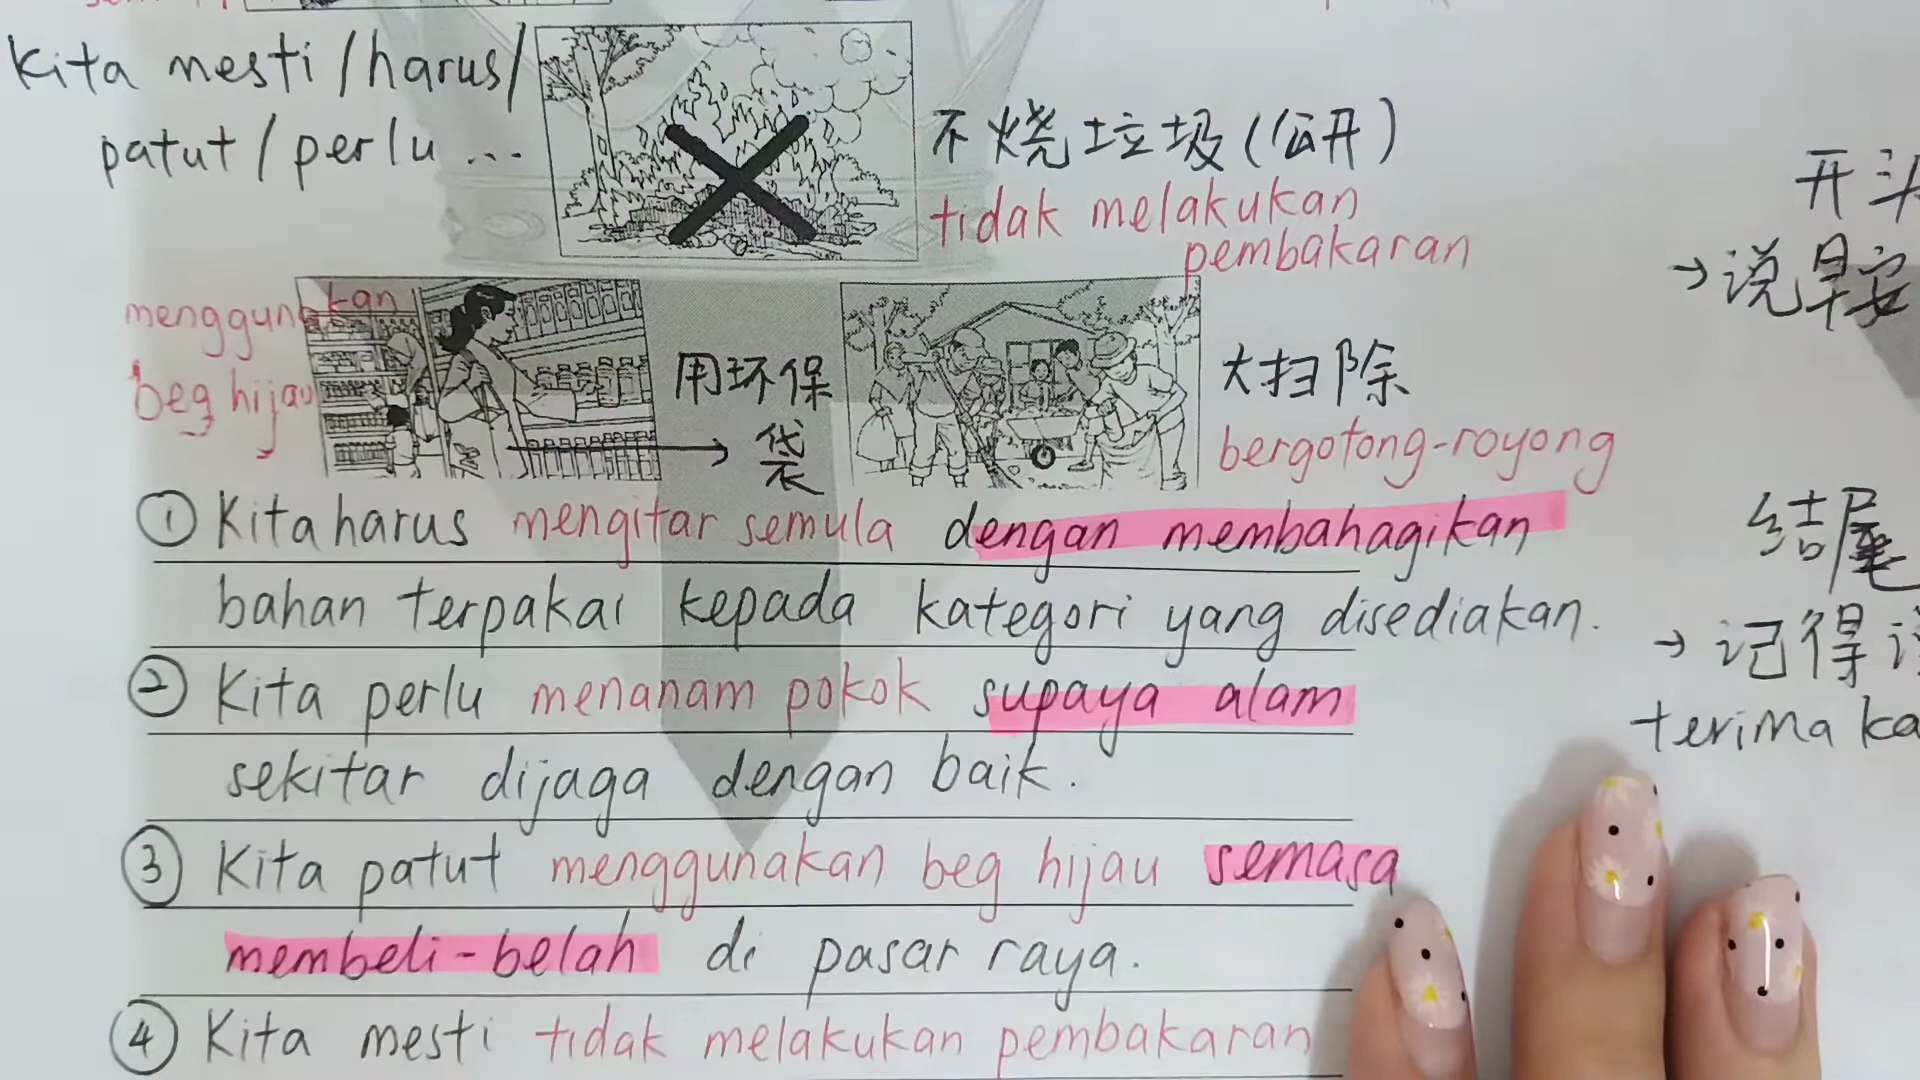 Kita mesti/harus/
patut/perlu ...
不烧垃圾(公开)
tidak melakukan
pembakaran
开头
→说早安
menggunakan
beg hijau
用环保
袋
大扫除
bergotong-royong
① Kita harus mengitar semula dengan membahagikan
bahan terpakai kepada kategori yang disediakan.
② Kita perlu menanam pokok supaya alam
sekitar dijaga dengan baik.
③ Kita patut menggunakan beg hijau semasa
membeli-belah di pasar raya.
④ Kita mesti tidak melakukan pembakaran
结尾
→记得
terima ka